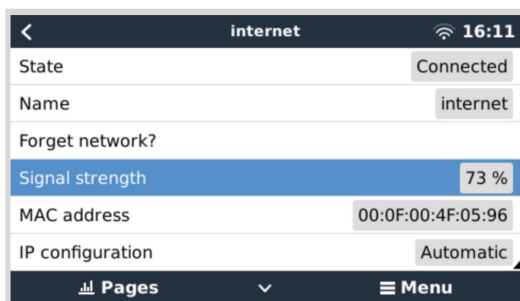 internet 16:11
State Connected
Name internet
Forget network?
Signal strength 73 %
MAC address 00:0F:00:4F:05:96
IP configuration Automatic
Pages Menu